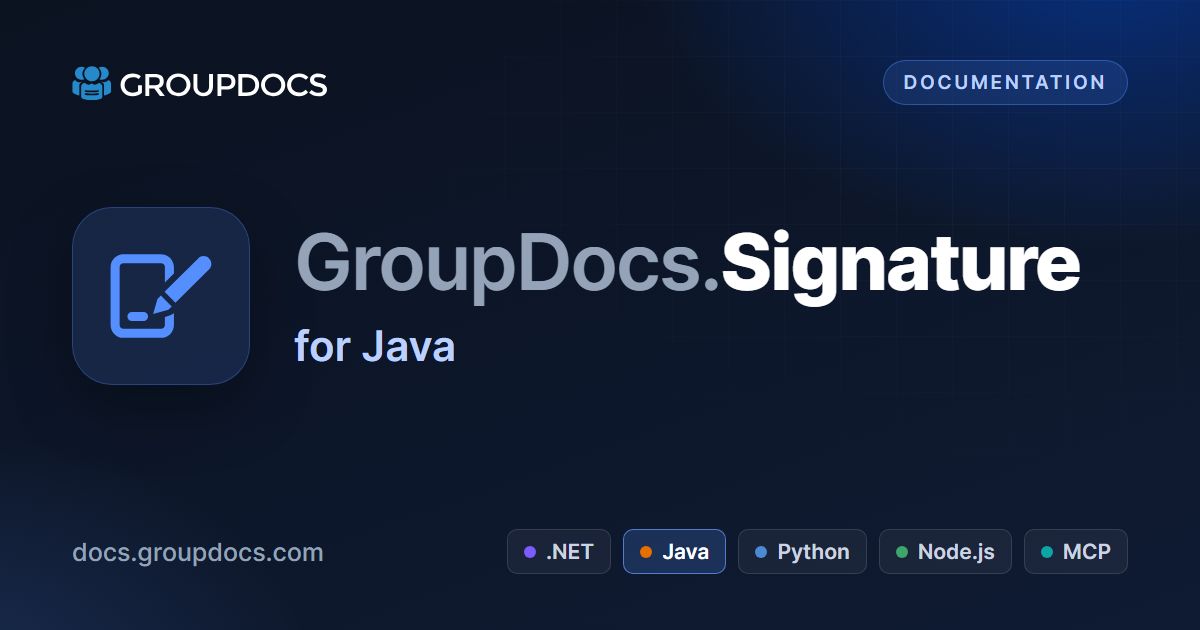 GROUPDOCS
DOCUMENTATION
GroupDocs.Signature
for Java
docs.groupdocs.com
.NET
Java
Python
Node.js
MCP